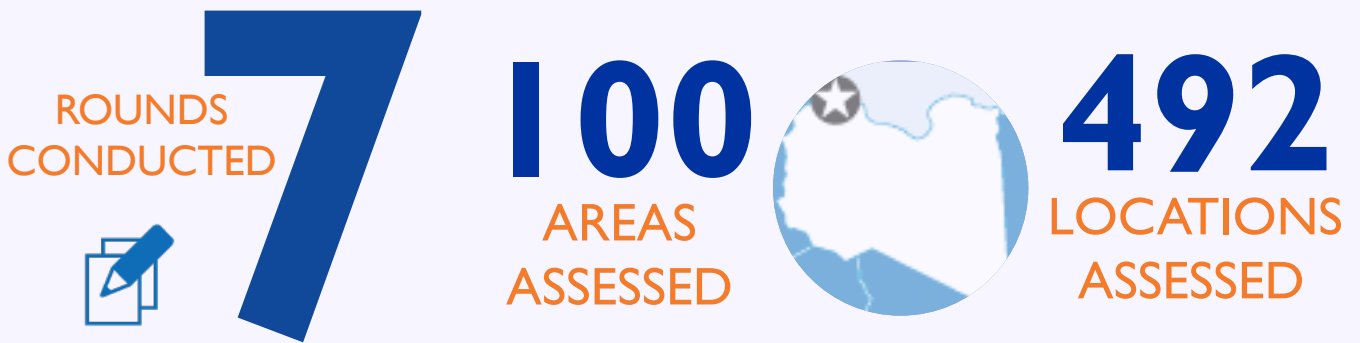 ROUNDS
CONDUCTED
7
100
AREAS
ASSESSED
492
LOCATIONS
ASSESSED